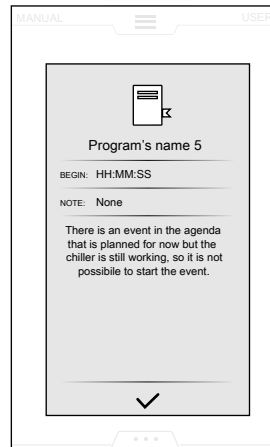 MANUAL USER
Program's name 5
BEGIN: HH:MM:SS
NOTE: None
There is an event in the agenda
that is planned for now but the
chiller is still working, so it is not
possibile to start the event.